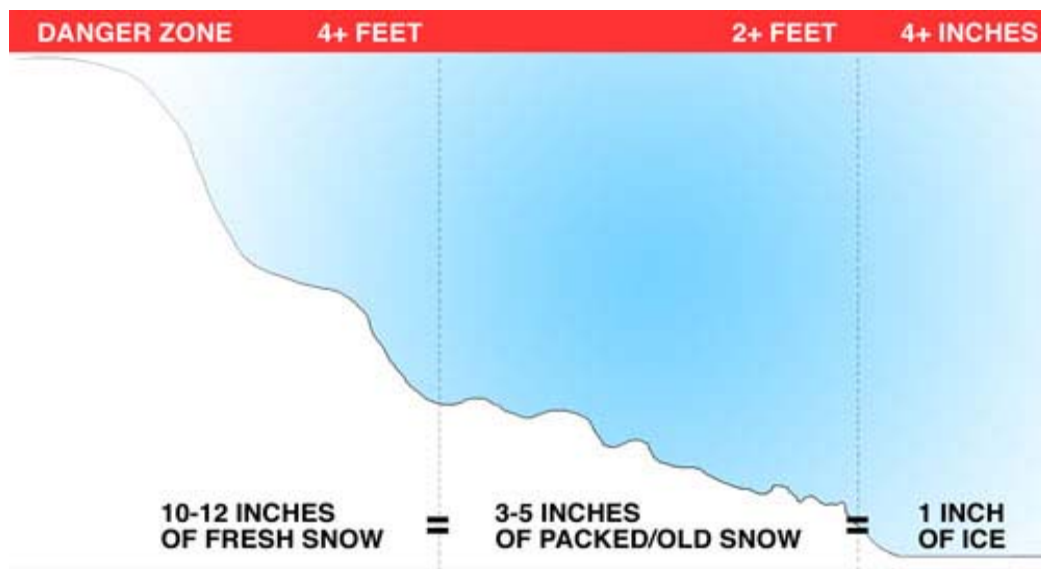 DANGER ZONE 4+ FEET 2+ FEET 4+ INCHES
10-12 INCHES
OF FRESH SNOW
=
3-5 INCHES
OF PACKED/OLD SNOW
=
1 INCH
OF ICE